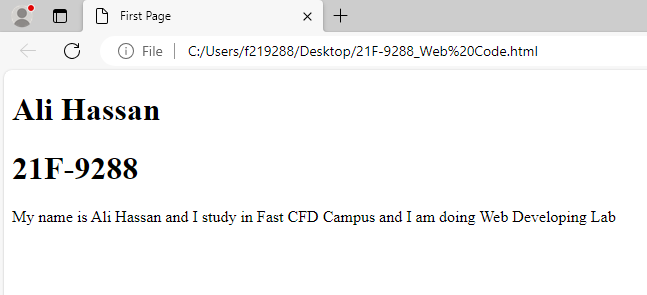 First Page
File
C:/Users/f219288/Desktop/21F-9288_Web%20Code.html
Ali Hassan
21F-9288
My name is Ali Hassan and I study in Fast CFD Campus and I am doing Web Developing Lab